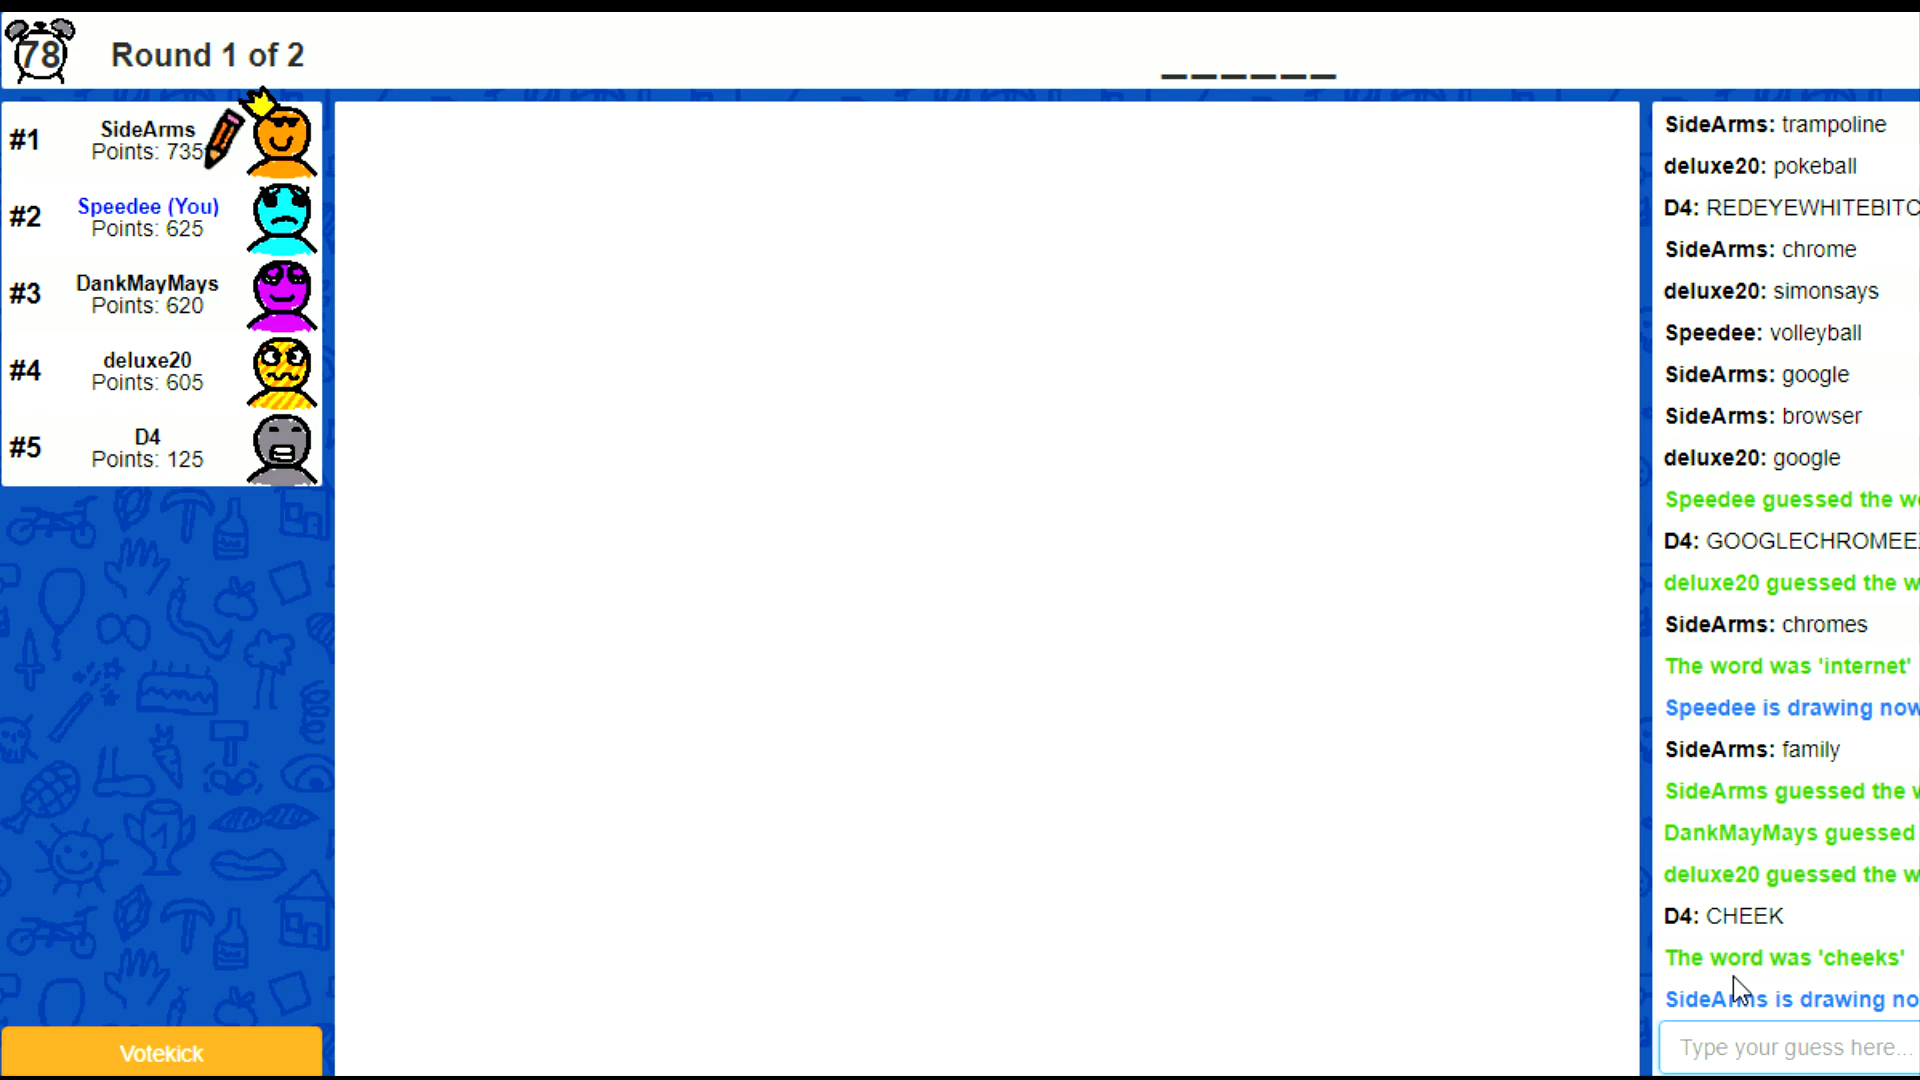 78
Round 1 of 2
______
#1
SideArms
Points: 735
#2
Speedee (You)
Points: 625
#3
DankMayMays
Points: 620
#4
deluxe20
Points: 605
#5
D4
Points: 125
Votekick
SideArms: trampoline
deluxe20: pokeball
D4: REDEYEWHITEBITC
SideArms: chrome
deluxe20: simonsays
Speedee: volleyball
SideArms: google
SideArms: browser
deluxe20: google
Speedee guessed the w
D4: GOOGLECHROMEE
deluxe20 guessed the w
SideArms: chromes
The word was 'internet'
Speedee is drawing now
SideArms: family
SideArms guessed the w
DankMayMays guessed
deluxe20 guessed the w
D4: CHEEK
The word was 'cheeks'
SideArms is drawing no
Type your guess here...